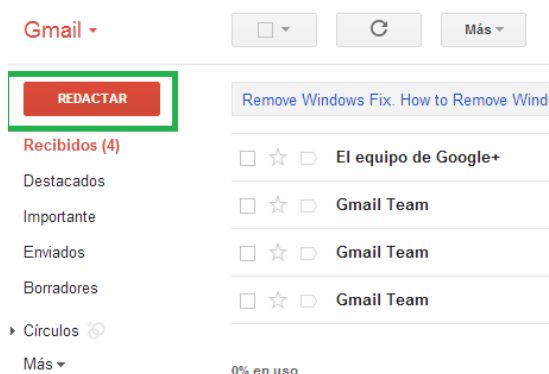 Gmail
Más
REDACTAR
Remove Windows Fix. How to Remove Wind
Recibidos (4)
Destacados
Importante
Enviados
Borradores
Círculos
Más
El equipo de Google+
Gmail Team
Gmail Team
Gmail Team
0% en uso